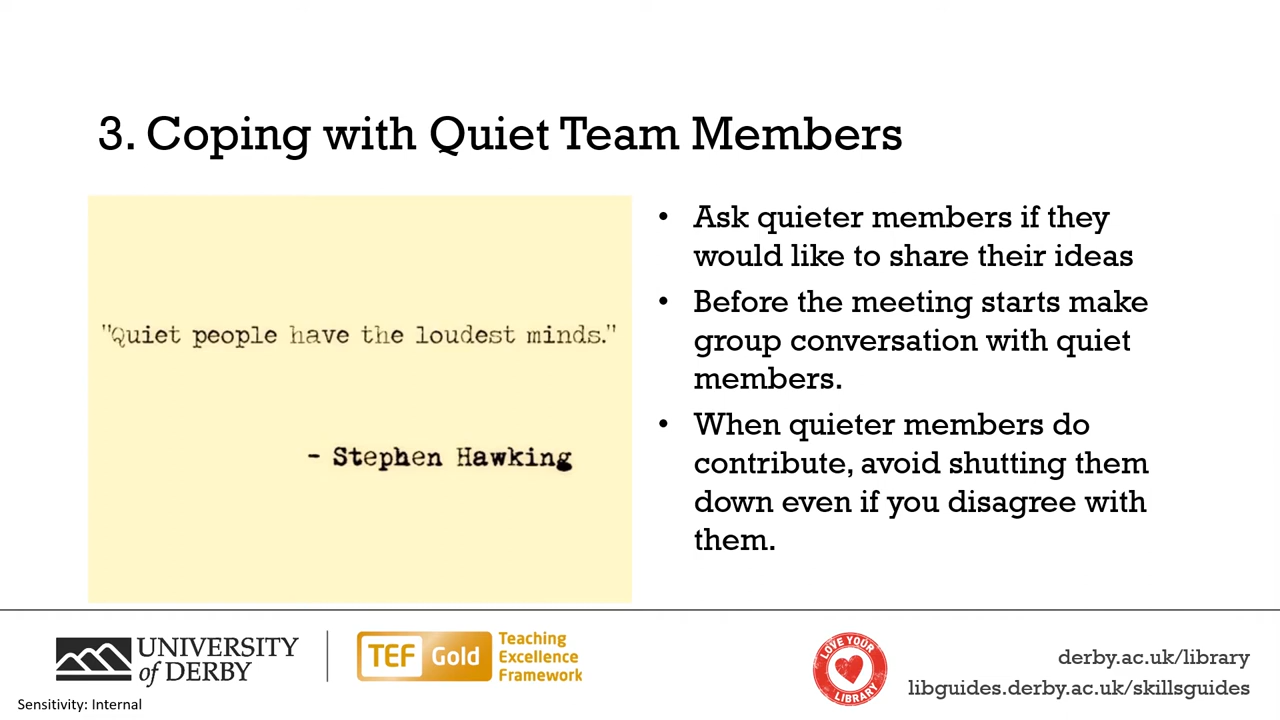 3. Coping with Quiet Team Members
"Quiet people have the loudest minds."
- Stephen Hawking
• Ask quieter members if they
would like to share their ideas
• Before the meeting starts make
group conversation with quiet
members.
• When quieter members do
contribute, avoid shutting them
down even if you disagree with
them.
UNIVERSITY
of DERBY
TEF Gold
Teaching
Excellence
Framework
LOVE YOUR
LIBRARY
derby.ac.uk/library
libguides.derby.ac.uk/skillsguides
Sensitivity: Internal